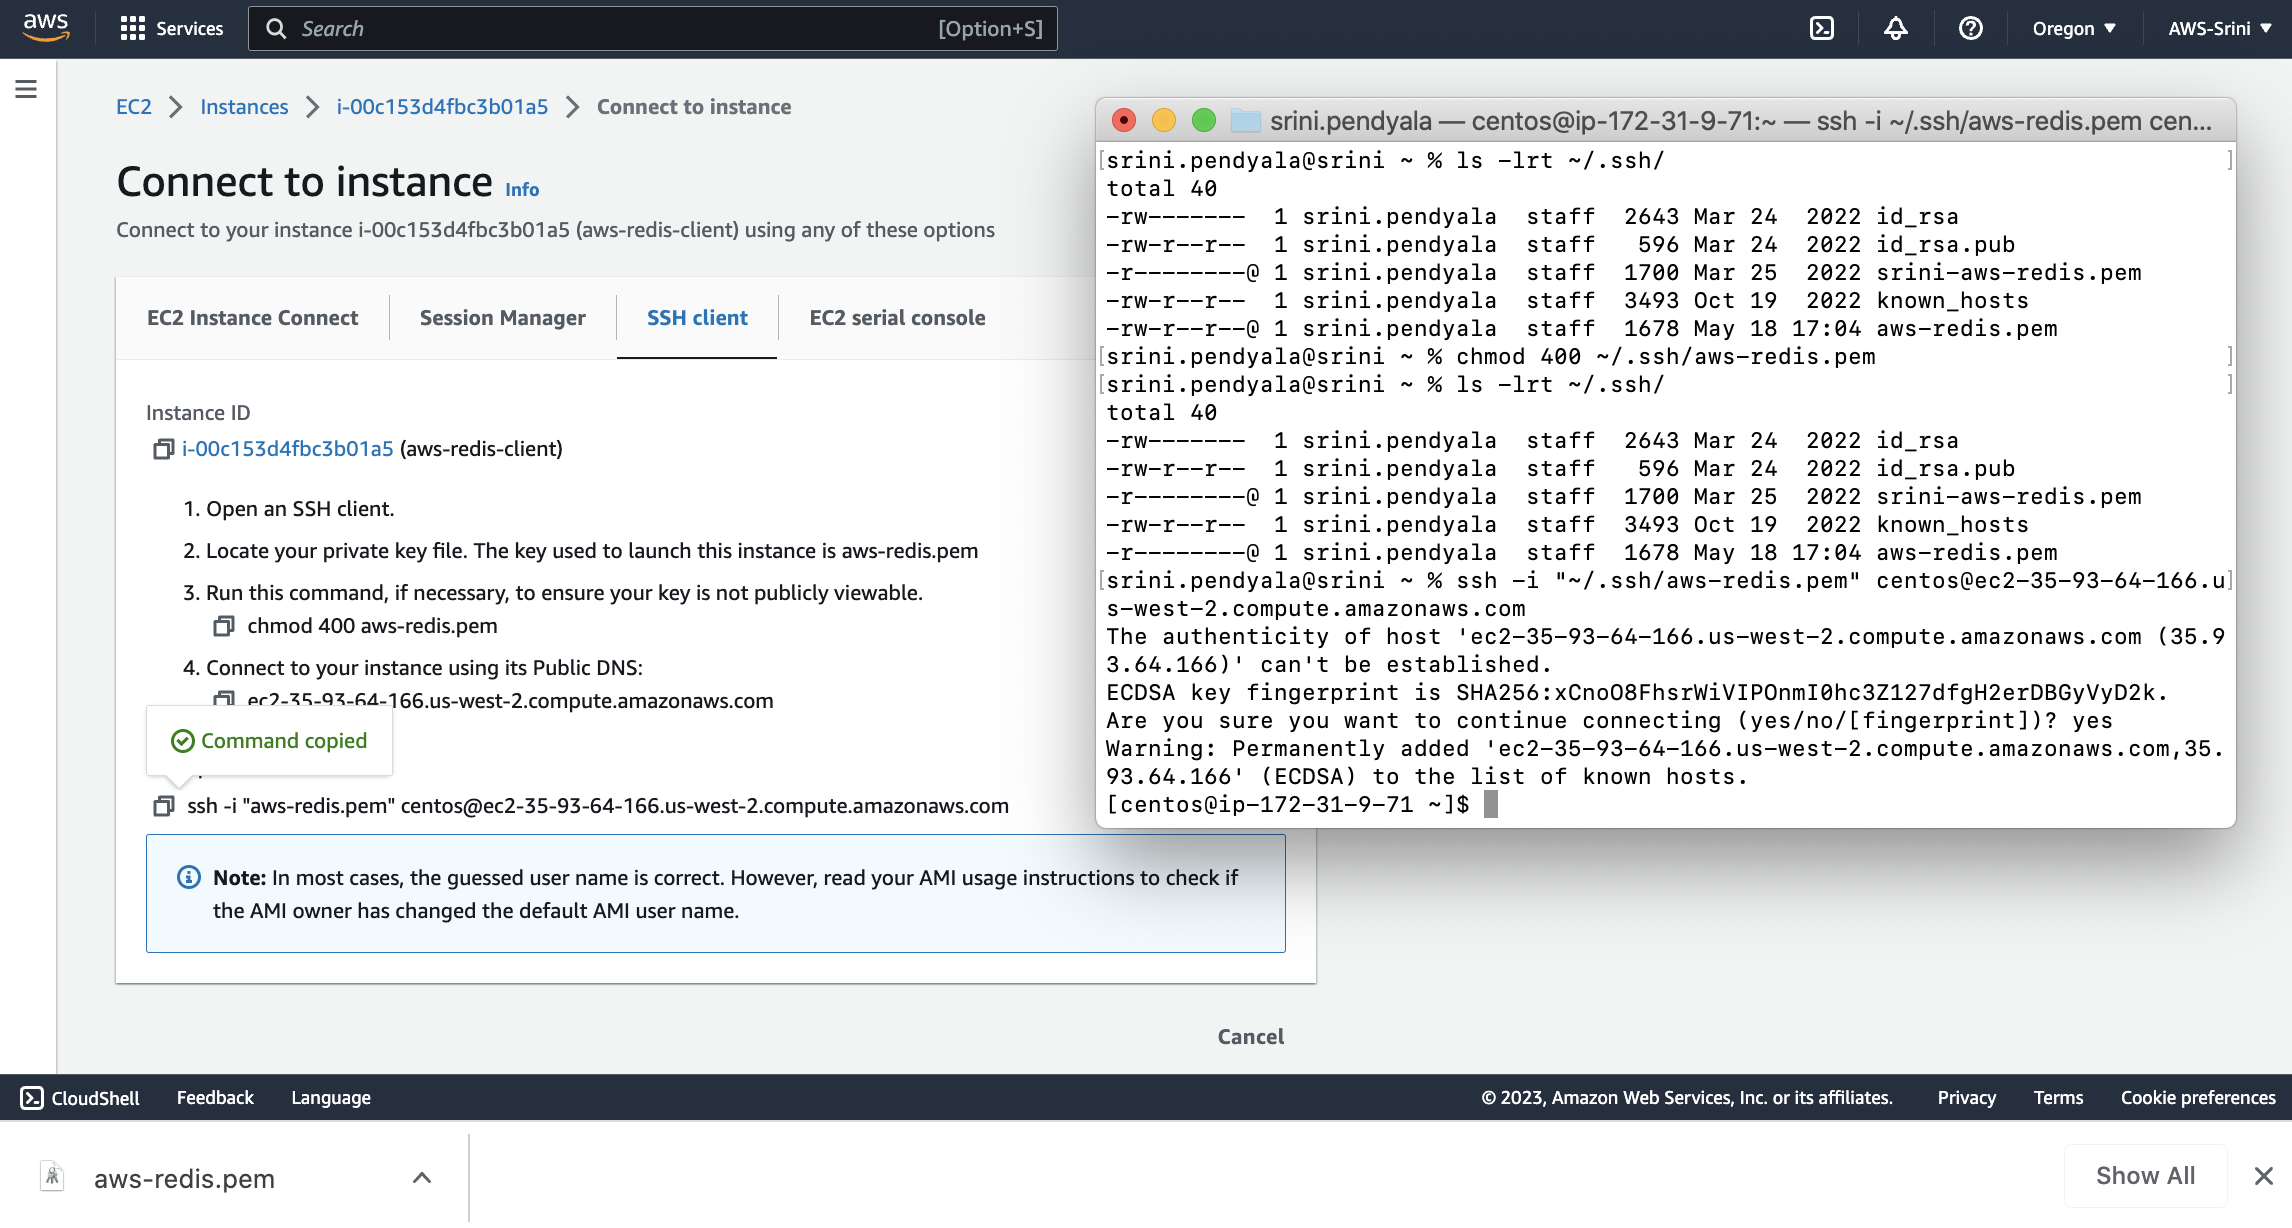 aws
Services
Search
[Option+S]
Oregon
AWS-Srini
EC2
Instances
i-00c153d4fbc3b01a5
Connect to instance
Connect to instance Info
Connect to your instance i-00c153d4fbc3b01a5 (aws-redis-client) using any of these options
EC2 Instance Connect
Session Manager
SSH client
EC2 serial console
Instance ID
i-00c153d4fbc3b01a5 (aws-redis-client)
1. Open an SSH client.
2. Locate your private key file. The key used to launch this instance is aws-redis.pem
3. Run this command, if necessary, to ensure your key is not publicly viewable.
chmod 400 aws-redis.pem
4. Connect to your instance using its Public DNS:
ec2-35-93-64-166.us-west-2.compute.amazonaws.com
Command copied
ssh -i "aws-redis.pem" centos@ec2-35-93-64-166.us-west-2.compute.amazonaws.com
Note: In most cases, the guessed user name is correct. However, read your AMI usage instructions to check if
the AMI owner has changed the default AMI user name.
Cancel
srini.pendyala — centos@ip-172-31-9-71:~ — ssh -i ~/.ssh/aws-redis.pem cen...
[srini.pendyala@srini ~ % ls -lrt ~/.ssh/ ]
total 40
-rw------- 1 srini.pendyala staff 2643 Mar 24 2022 id_rsa
-rw-r--r-- 1 srini.pendyala staff 596 Mar 24 2022 id_rsa.pub
-r--------@ 1 srini.pendyala staff 1700 Mar 25 2022 srini-aws-redis.pem
-rw-r--r-- 1 srini.pendyala staff 3493 Oct 19 2022 known_hosts
-rw-r--r--@ 1 srini.pendyala staff 1678 May 18 17:04 aws-redis.pem
[srini.pendyala@srini ~ % chmod 400 ~/.ssh/aws-redis.pem ]
[srini.pendyala@srini ~ % ls -lrt ~/.ssh/ ]
total 40
-rw------- 1 srini.pendyala staff 2643 Mar 24 2022 id_rsa
-rw-r--r-- 1 srini.pendyala staff 596 Mar 24 2022 id_rsa.pub
-r--------@ 1 srini.pendyala staff 1700 Mar 25 2022 srini-aws-redis.pem
-rw-r--r-- 1 srini.pendyala staff 3493 Oct 19 2022 known_hosts
-r--------@ 1 srini.pendyala staff 1678 May 18 17:04 aws-redis.pem
[srini.pendyala@srini ~ % ssh -i "~/.ssh/aws-redis.pem" centos@ec2-35-93-64-166.u]
s-west-2.compute.amazonaws.com
The authenticity of host 'ec2-35-93-64-166.us-west-2.compute.amazonaws.com (35.9
3.64.166)' can't be established.
ECDSA key fingerprint is SHA256:xCnoO8FhsrWiVIPOnmI0hc3Z127dfgH2erDBGyVyD2k.
Are you sure you want to continue connecting (yes/no/[fingerprint])? yes
Warning: Permanently added 'ec2-35-93-64-166.us-west-2.compute.amazonaws.com,35.
93.64.166' (ECDSA) to the list of known hosts.
[centos@ip-172-31-9-71 ~]$
CloudShell
Feedback
Language
© 2023, Amazon Web Services, Inc. or its affiliates.
Privacy
Terms
Cookie preferences
aws-redis.pem
Show All